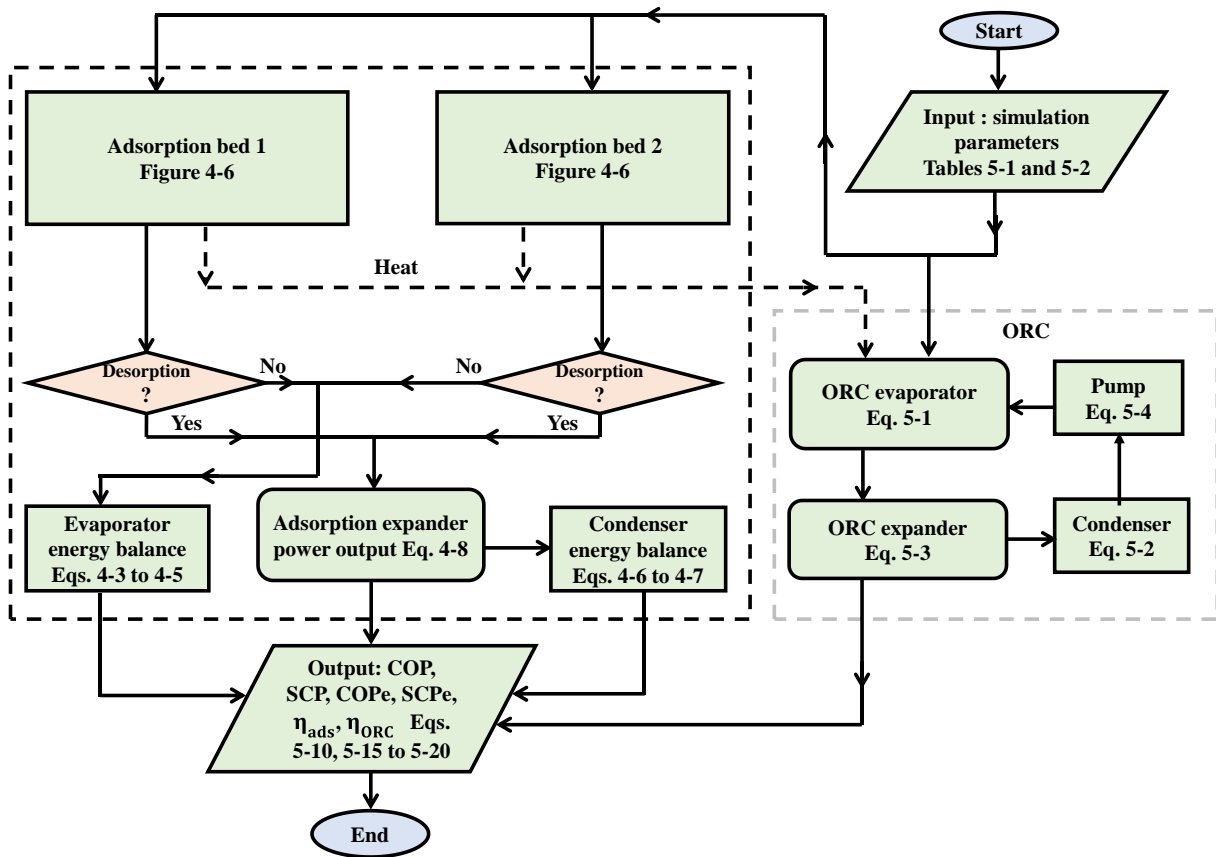 Start
Input : simulation
parameters
Tables 5-1 and 5-2
Adsorption bed 1
Figure 4-6
Adsorption bed 2
Figure 4-6
Heat
ORC
Desorption
?
No
No
Desorption
?
Yes
Yes
ORC evaporator
Eq. 5-1
Pump
Eq. 5-4
Evaporator
energy balance
Eqs. 4-3 to 4-5
Adsorption expander
power output Eq. 4-8
Condenser
energy balance
Eqs. 4-6 to 4-7
ORC expander
Eq. 5-3
Condenser
Eq. 5-2
Output: COP,
SCP, COPe, SCPe,
η_ads, η_ORC Eqs.
5-10, 5-15 to 5-20
End